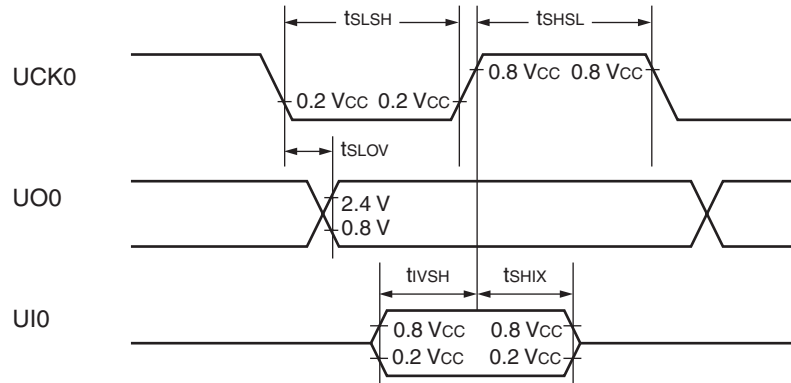 tSLSH tSHSL
UCK0 0.2 VCC 0.2 VCC 0.8 VCC 0.8 VCC
tSLOV
UO0 2.4 V
0.8 V
tIVSH tSHIX
UI0 0.8 VCC 0.8 VCC
0.2 VCC 0.2 VCC